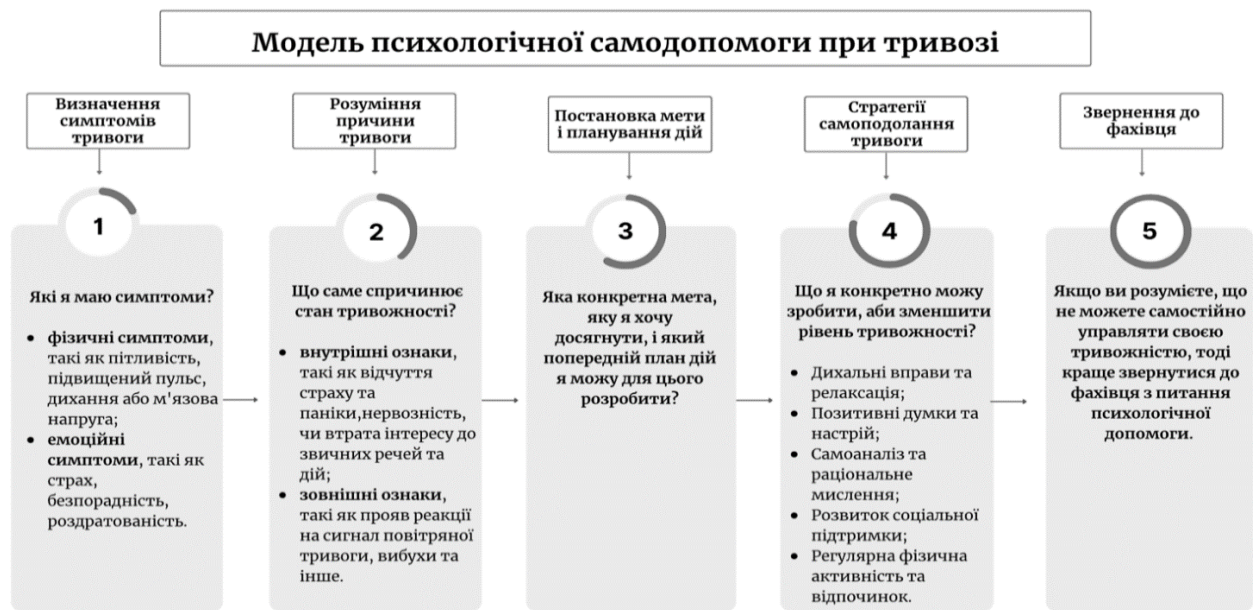 Модель психологічної самодопомоги при тривозі
Визначення
симптомів
тривоги
1
Які я маю симптоми?
• фізичні симптоми,
такі як пітливість,
підвищений пульс,
дихання або м'язова
напруга;
• емоційні
симптоми, такі як
страх,
безпорадність,
роздратованість.
Розуміння
причини
тривоги
2
Що саме спричинює
стан тривожності?
• внутрішні ознаки,
такі як відчуття
страху та
паніки,нервозність,
чи втрата інтересу до
звичних речей та
дій;
• зовнішні ознаки,
такі як прояв реакції
на сигнал повітряної
тривоги, вибухи та
інше.
Постановка мети
і планування дій
3
Яка конкретна мета,
яку я хочу
досягнути, і який
попередній план дій
я можу для цього
розробити?
Стратегії
самоподолання
тривоги
4
Що я конкретно можу
зробити, аби зменшити
рівень тривожності?
• Дихальні вправи та
релаксація;
• Позитивні думки та
настрій;
• Самоаналіз та
раціональне
мислення;
• Розвиток соціальної
підтримки;
• Регулярна фізична
активність та
відпочинок.
Звернення до
фахівця
5
Якщо ви розумієте, що
не можете самостійно
управляти своєю
тривожністю, тоді
краще звернутися до
фахівця з питання
психологічної
допомоги.